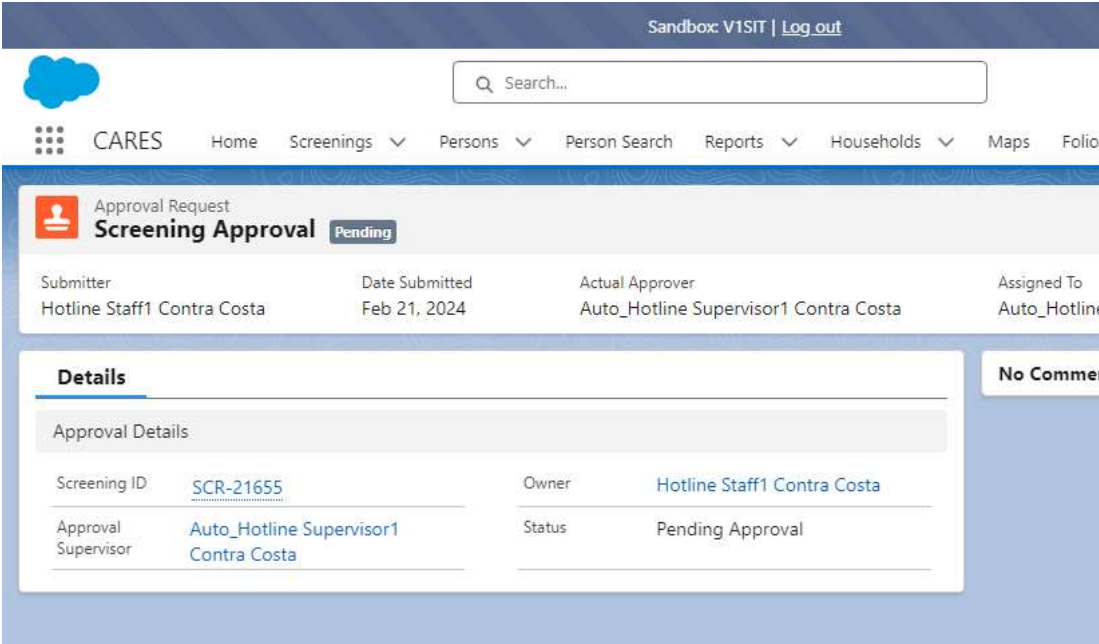 Sandbox: V1SIT | Log out
Search...
CARES Home Screenings Persons Person Search Reports Households Maps Folio
Approval Request
Screening Approval Pending
Submitter Date Submitted Actual Approver Assigned To
Hotline Staff1 Contra Costa Feb 21, 2024 Auto_Hotline Supervisor1 Contra Costa Auto_Hotline
Details No Comme
Approval Details
Screening ID SCR-21655 Owner Hotline Staff1 Contra Costa
Approval Supervisor Auto_Hotline Supervisor1 Status Pending Approval
Contra Costa